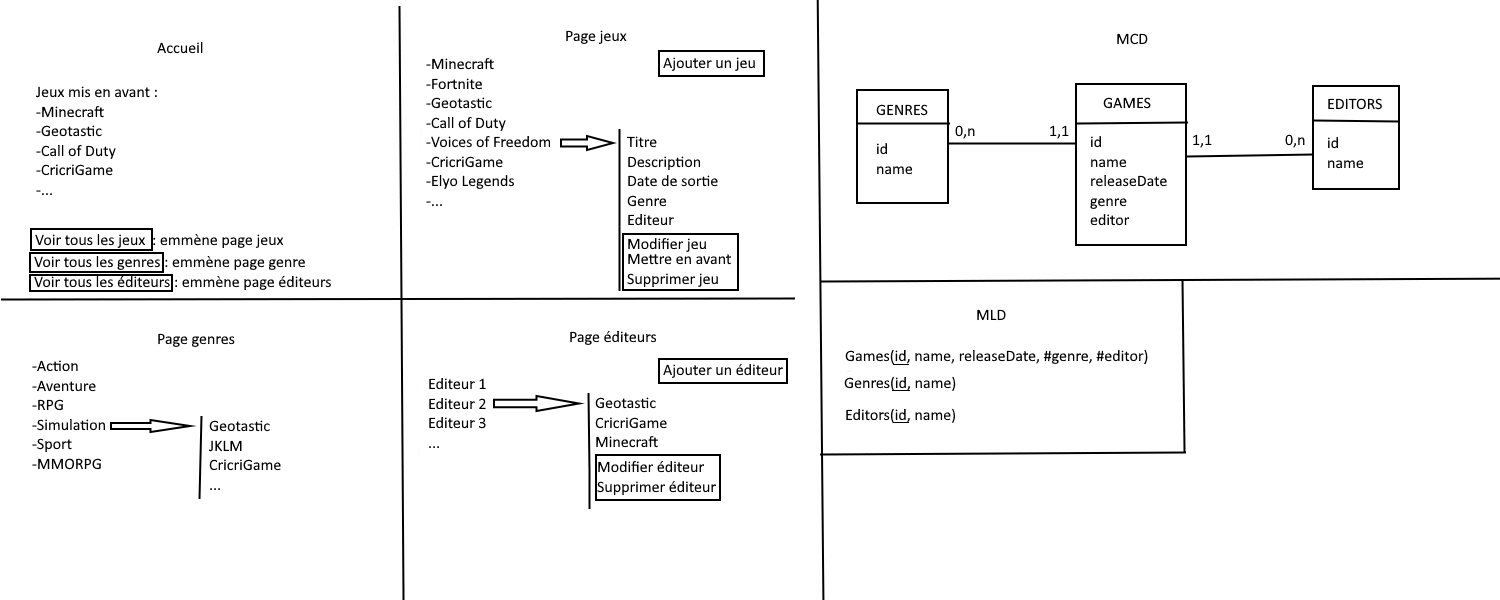 Accueil
Jeux mis en avant :
-Minecraft
-Geotastic
-Call of Duty
-CricriGame
-...
Voir tous les jeux : emmène page jeux
Voir tous les genres : emmène page genre
Voir tous les éditeurs : emmène page éditeurs
Page jeux
Ajouter un jeu
-Minecraft
-Fortnite
-Geotastic
-Call of Duty
-Voices of Freedom
-CricriGame
-Elyo Legends
-...
Titre
Description
Date de sortie
Genre
Editeur
Modifier jeu
Mettre en avant
Supprimer jeu
Page genres
-Action
-Aventure
-RPG
-Simulation
-Sport
-MMORPG
Geotastic
JKLM
CricriGame
...
Page éditeurs
Ajouter un éditeur
Editeur 1
Editeur 2
Editeur 3
...
Geotastic
CricriGame
Minecraft
Modifier éditeur
Supprimer éditeur
MCD
GENRES
id
name
0,n
1,1
GAMES
id
name
releaseDate
genre
editor
1,1
0,n
EDITORS
id
name
MLD
Games(id, name, releaseDate, #genre, #editor)
Genres(id, name)
Editors(id, name)